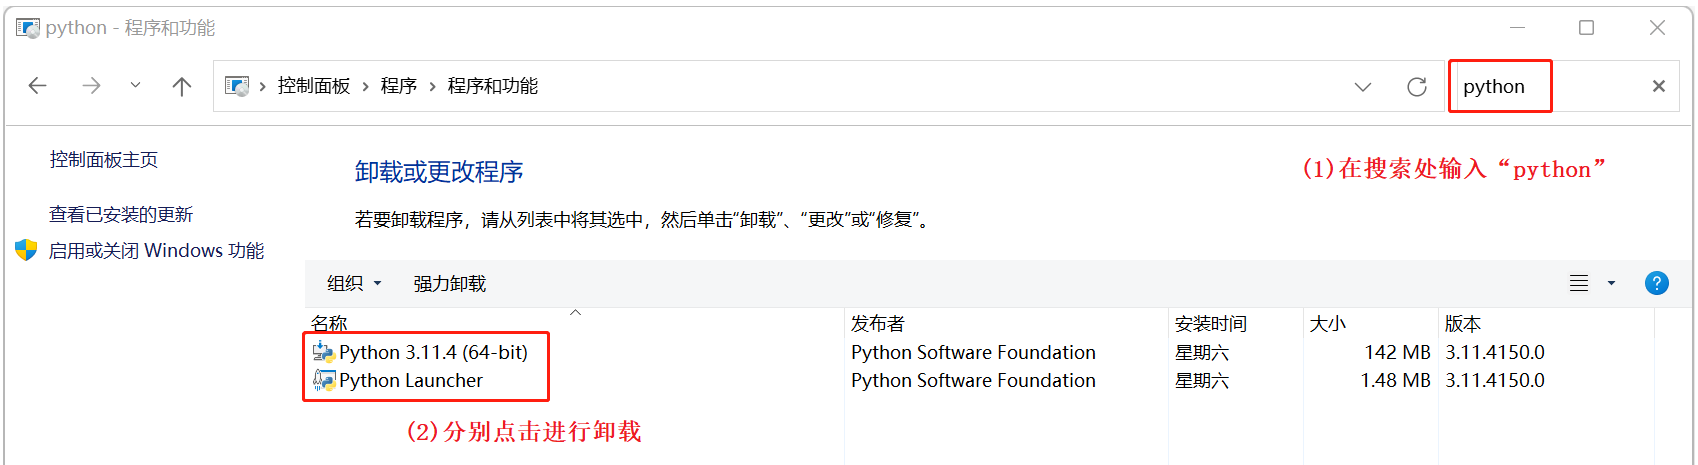 python - 程序和功能
控制面板 › 程序 › 程序和功能
python
控制面板主页
查看已安装的更新
启用或关闭 Windows 功能
卸载或更改程序
(1)在搜索处输入“python”
若要卸载程序，请从列表中将其选中，然后单击“卸载”、“更改”或“修复”。
组织 强力卸载
名称 发布者 安装时间 大小 版本
Python 3.11.4 (64-bit) Python Software Foundation 星期六 142 MB 3.11.4150.0
Python Launcher Python Software Foundation 星期六 1.48 MB 3.11.4150.0
(2)分别点击进行卸载